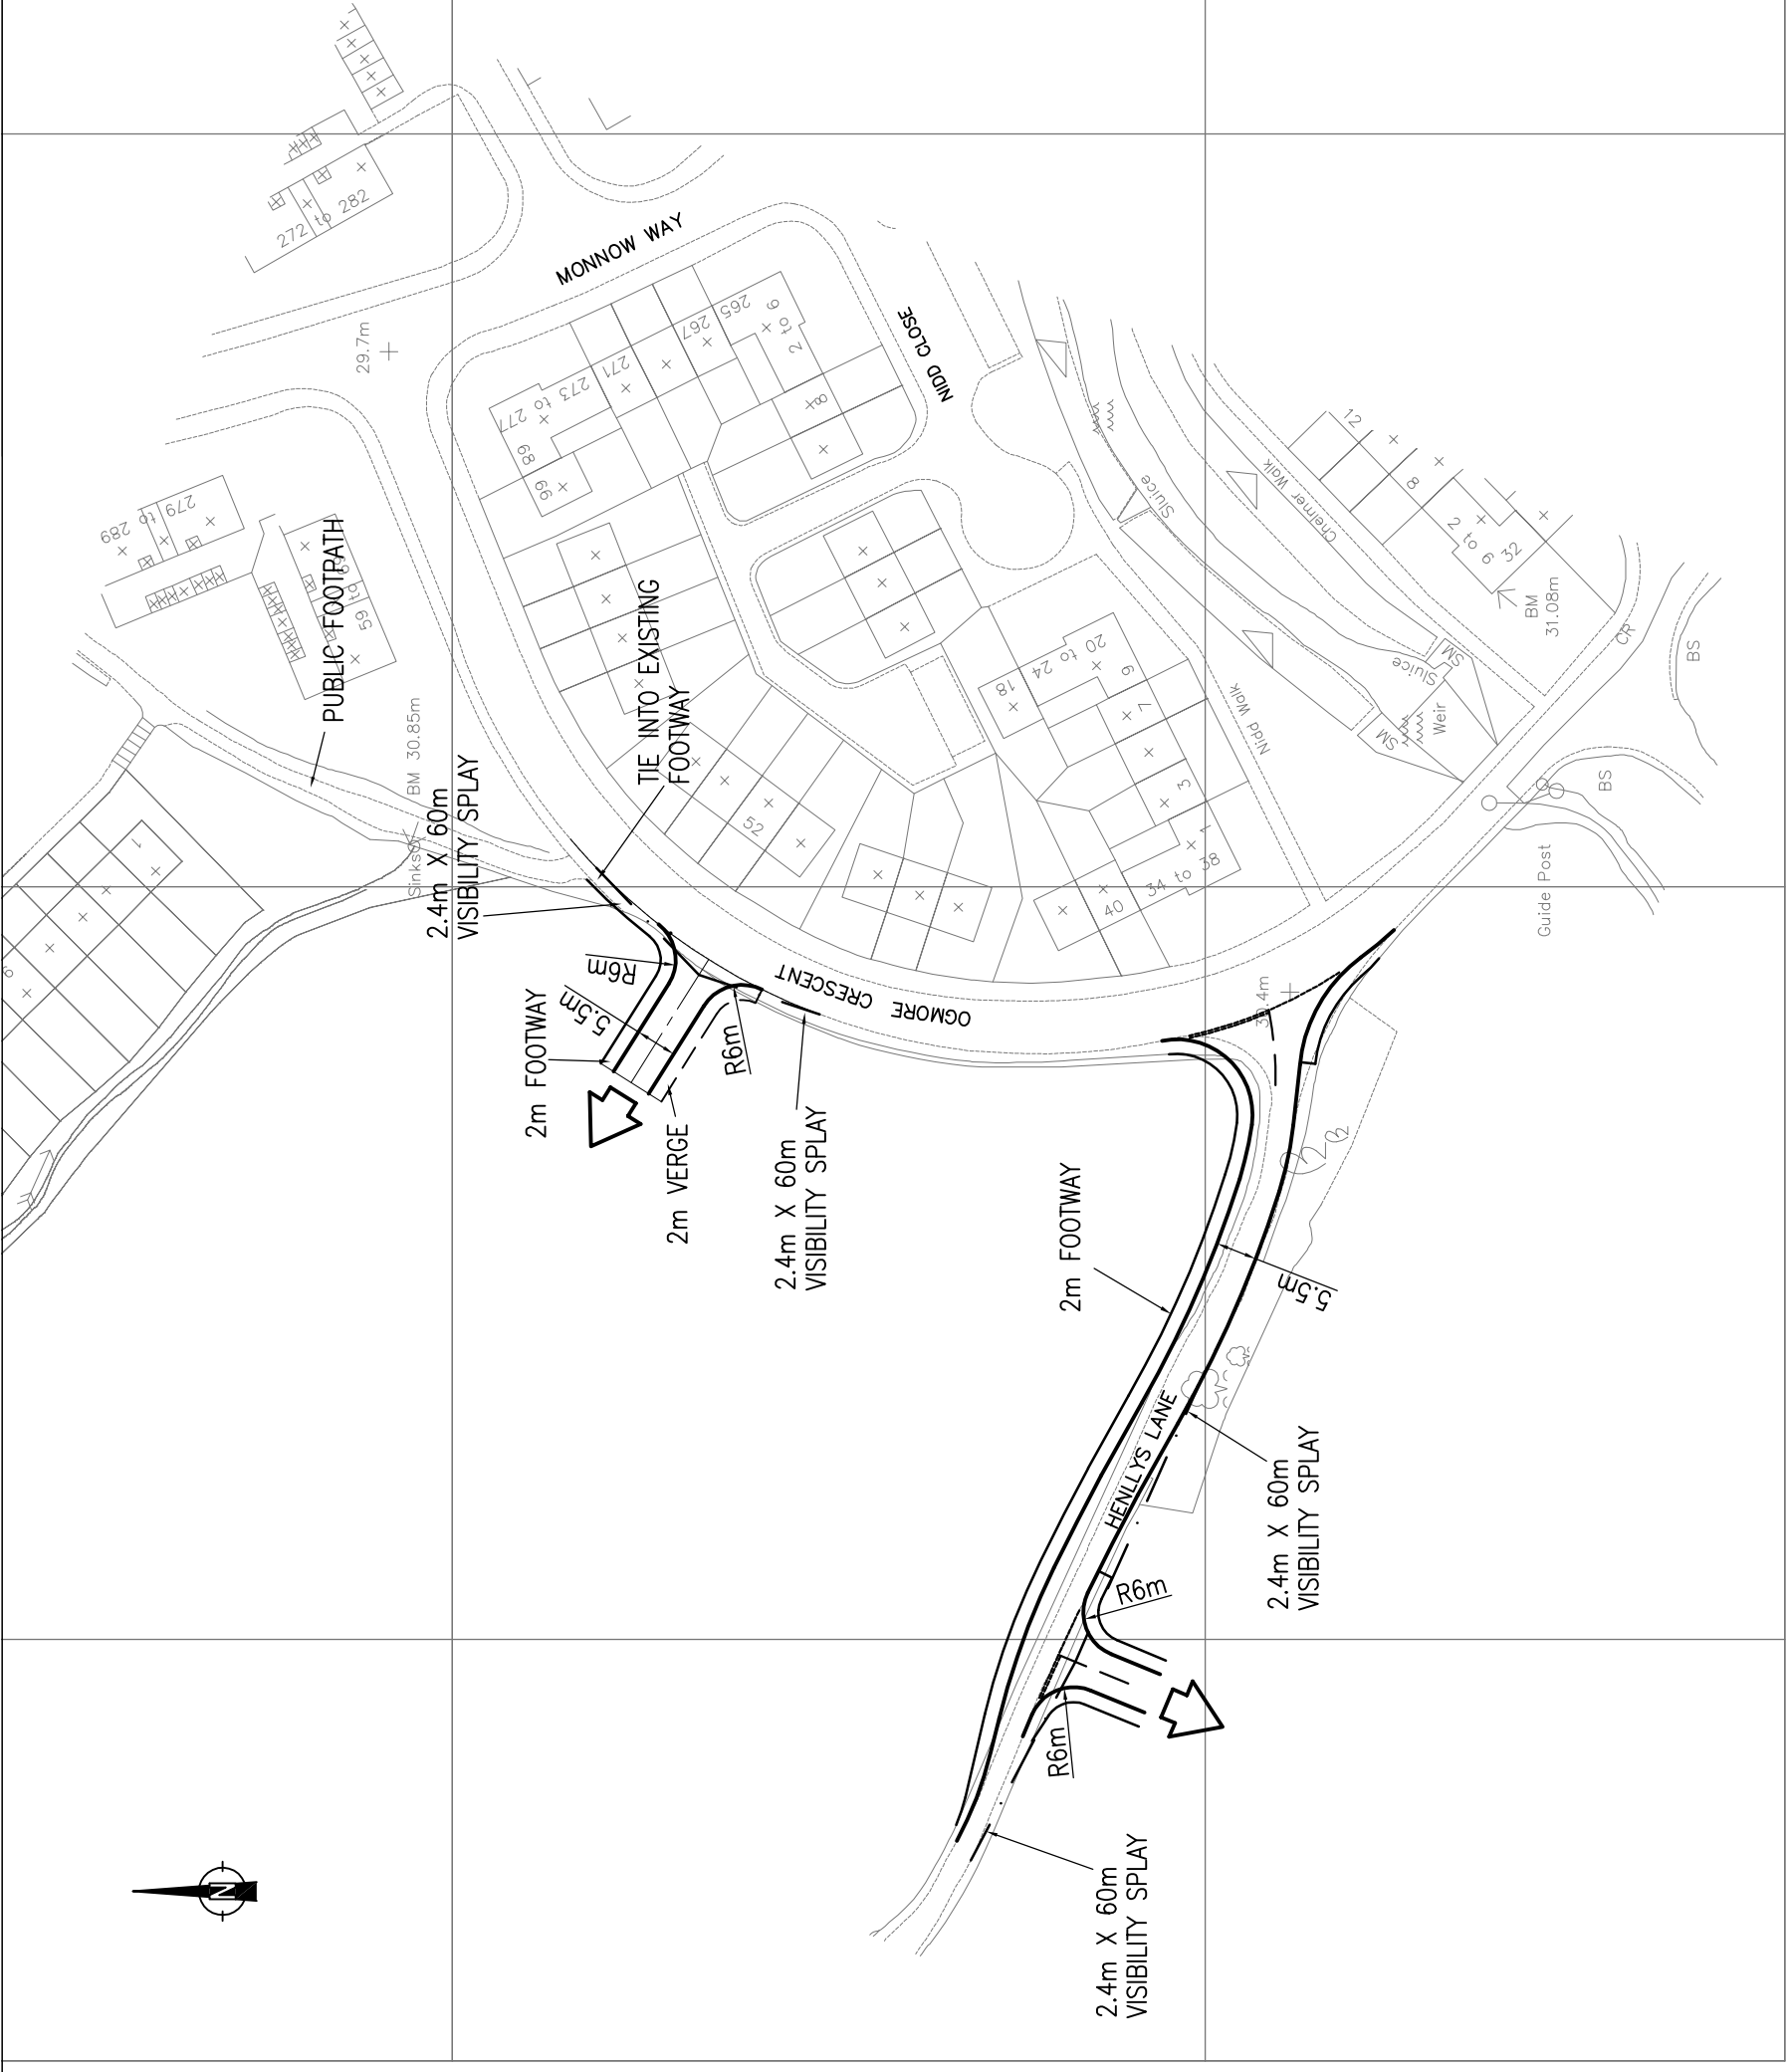 272 to 282
29.7m
MONNOW WAY
NIDD CLOSE
265
267
271
273 to 277
2 to 6
8
68
66
279 to 289
59 to 69
PUBLIC FOOTPATH
BM 30.85m
Sinks
2.4m X 60m
VISIBILITY SPLAY
TIE INTO EXISTING
FOOTWAY
52
18
20 to 24
9
7
3
1
34 to 38
40
Nidd Walk
Sluice
Chelmer Walk
12
8
2 to 6
32
BM
31.08m
CR
BS
Sluice
SM
SM
Weir
BS
Guide Post
1
R6m
5.5m
2m FOOTWAY
R6m
2m VERGE
2.4m X 60m
VISIBILITY SPLAY
OGMORE CRESCENT
2m FOOTWAY
5.5m
HENLLYS LANE
2.4m X 60m
VISIBILITY SPLAY
R6m
R6m
2.4m X 60m
VISIBILITY SPLAY
N